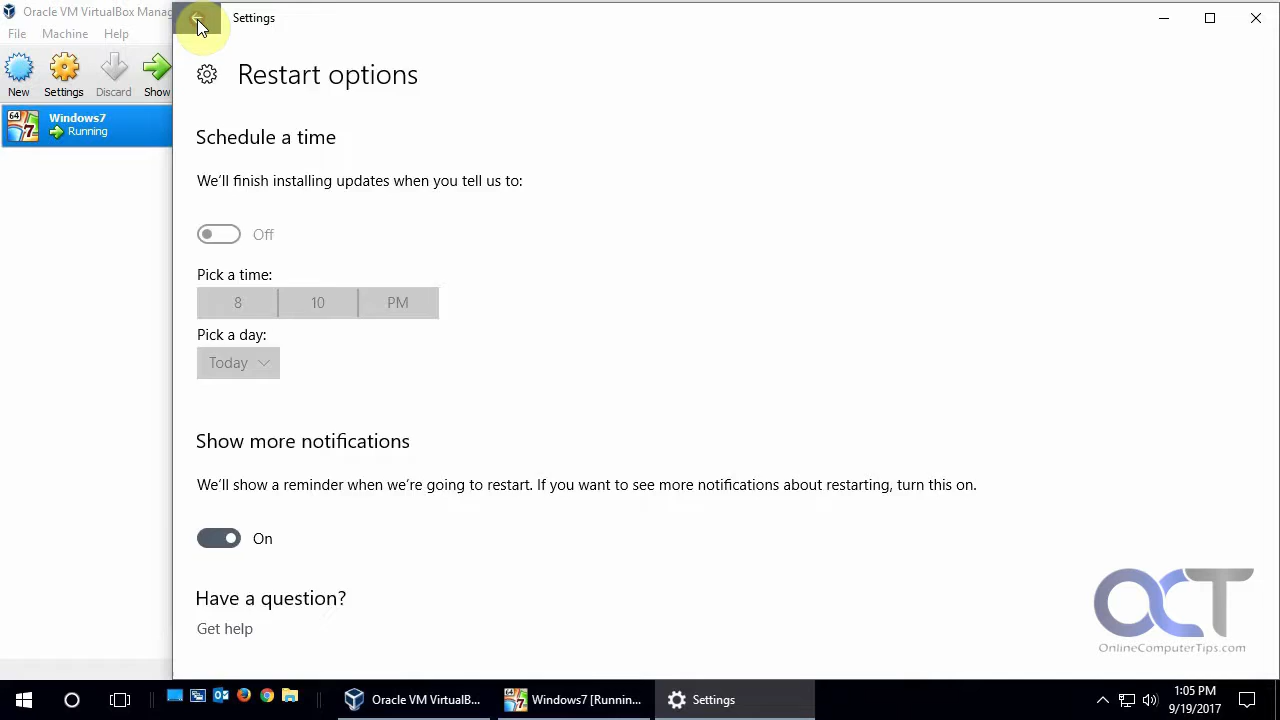 Oracle VM VirtualBox Manag
Settings
File Machine Help
New Settings Discard Show
64
Windows7
Running
Restart options
Schedule a time
We'll finish installing updates when you tell us to:
Off
Pick a time:
8 10 PM
Pick a day:
Today
Show more notifications
We'll show a reminder when we're going to restart. If you want to see more notifications about restarting, turn this on.
On
Have a question?
Get help
OCT
OnlineComputerTips.com
Oracle VM VirtualB...
Windows7 [Runnin...
Settings
1:05 PM
9/19/2017